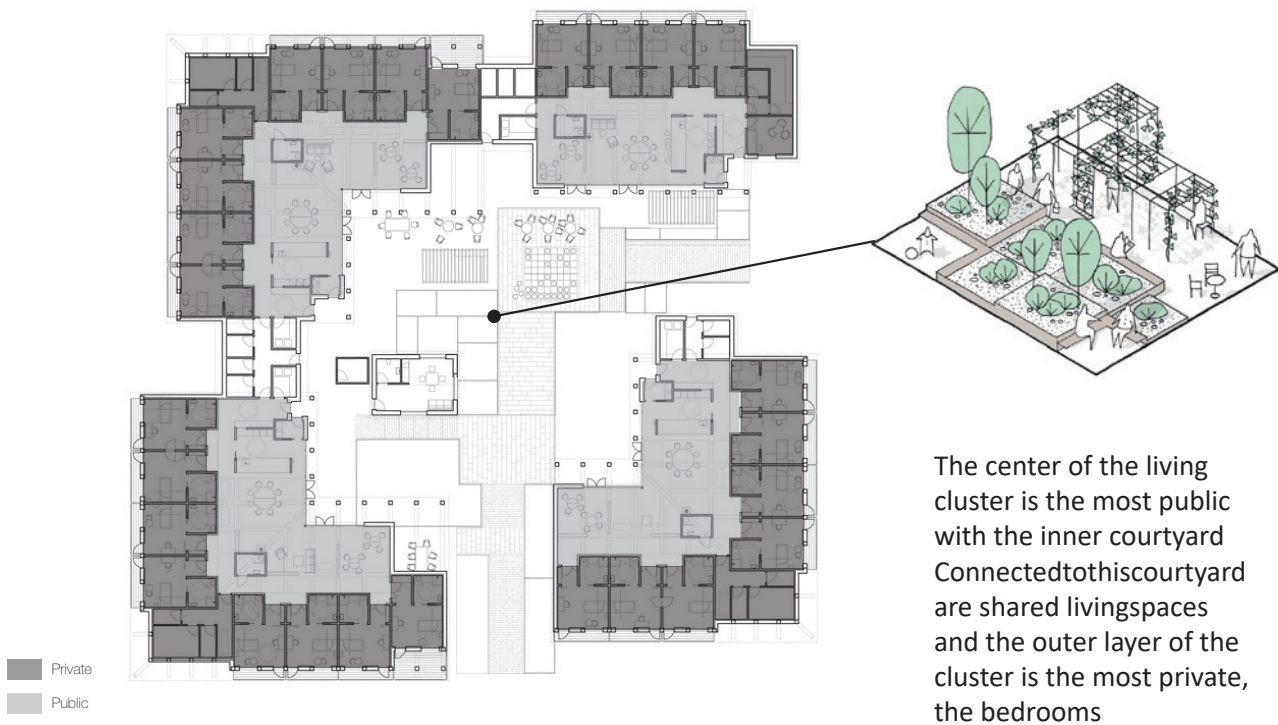 The center of the living
cluster is the most public
with the inner courtyard
Connectedtothiscourtyard
are shared livingspaces
and the outer layer of the
cluster is the most private,
the bedrooms
Private
Public